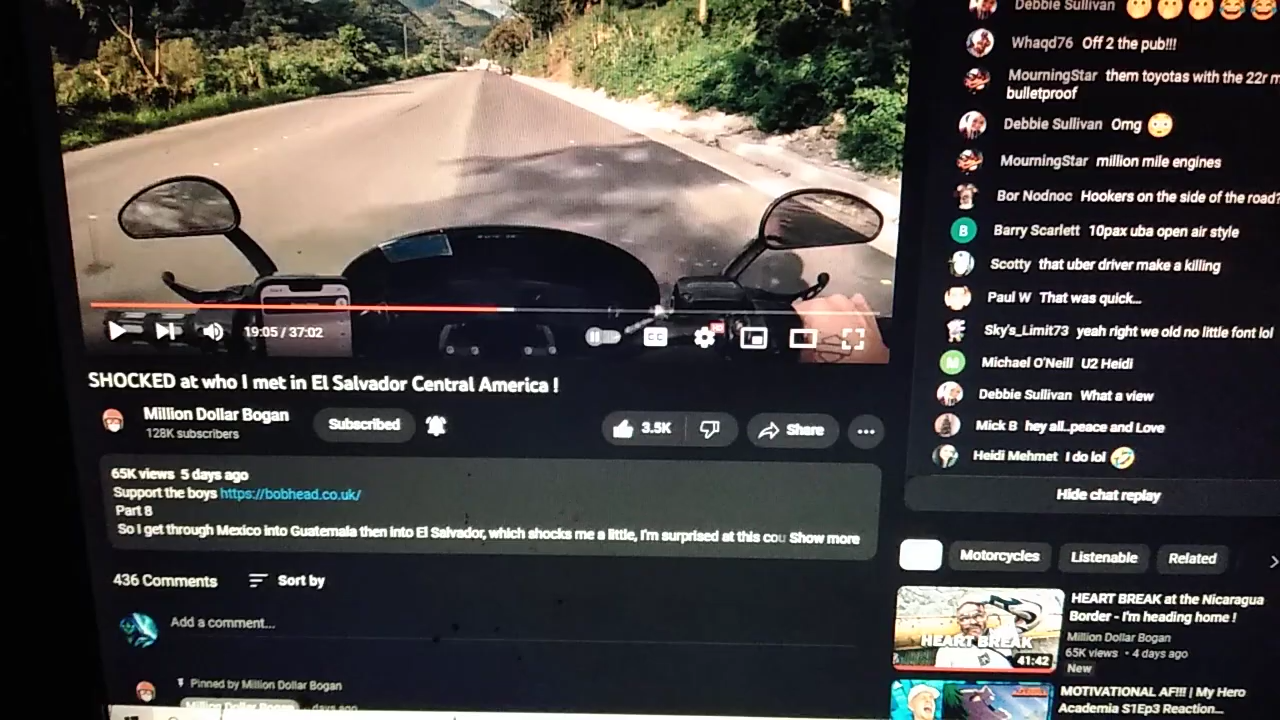 Debbie Sullivan
Whaqd76 Off 2 the pub!!!
MourningStar them toyotas with the 22r
bulletproof
Debbie Sullivan Omg
MourningStar million mile engines
Bor Nodnoc Hookers on the side of the road?
B Barry Scarlett 10pax uba open air style
Scotty that uber driver make a killing
Paul W That was quick...
Sky's_Limit73 yeah right we old no little font lol
M Michael O'Neill U2 Heidi
Debbie Sullivan What a view
Mick B hey all..peace and Love
Heidi Mehmet I do lol
Hide chat replay
19:05 / 37:02
CC
HD
SHOCKED at who I met in El Salvador Central America !
Million Dollar Bogan
128K subscribers
Subscribed
3.5K
Share
65K views 5 days ago
Support the boys https://bobhead.co.uk/
Part 8
So I get through Mexico into Guatemala then into El Salvador, which shocks me a little, I'm surprised at this cou Show more
436 Comments
Sort by
Add a comment...
Pinned by Million Dollar Bogan
Million Dollar Bogan days ago
Motorcycles
Listenable
Related
HEART BREAK
41:42
HEART BREAK at the Nicaragua
Border - I'm heading home !
Million Dollar Bogan
65K views • 4 days ago
New
MOTIVATIONAL AF!!! | My Hero
Academia S1Ep3 Reaction...